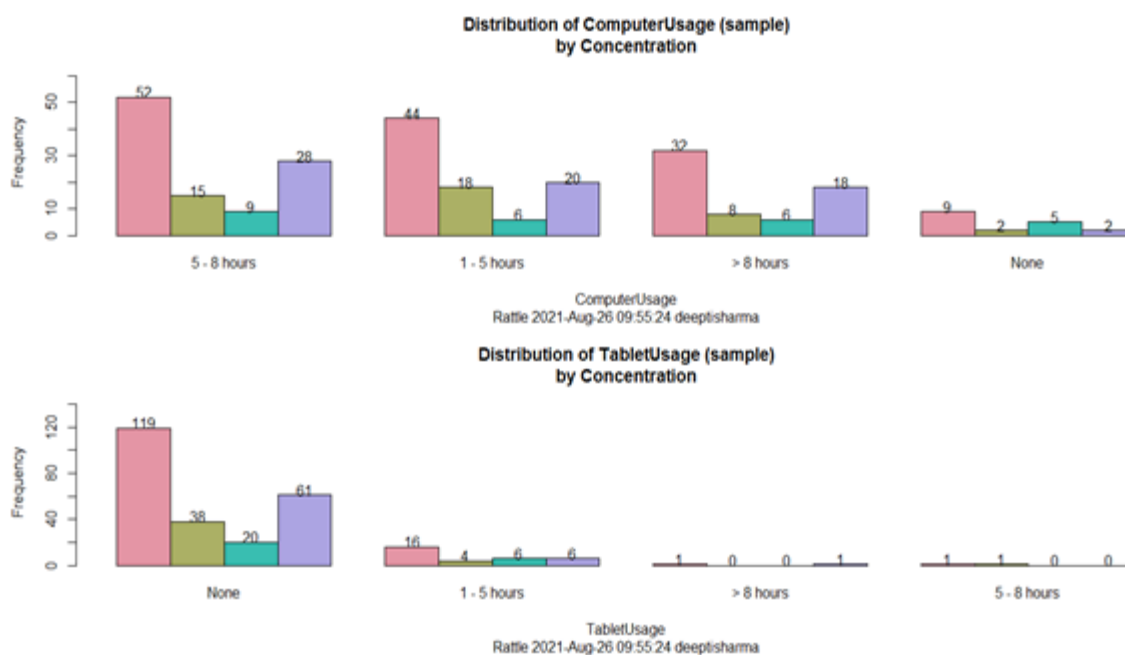 Distribution of ComputerUsage (sample)
by Concentration
Frequency
50
30
10
0
52
15
9
28
44
18
6
20
32
8
6
18
9
2
5
2
5 - 8 hours
1 - 5 hours
> 8 hours
None
ComputerUsage
Rattle 2021-Aug-26 09:55:24 deeptisharma
Distribution of TabletUsage (sample)
by Concentration
Frequency
120
80
40
0
119
38
20
61
16
4
6
6
1
0
0
1
1
1
0
0
None
1 - 5 hours
> 8 hours
5 - 8 hours
TabletUsage
Rattle 2021-Aug-26 09:55:24 deeptisharma